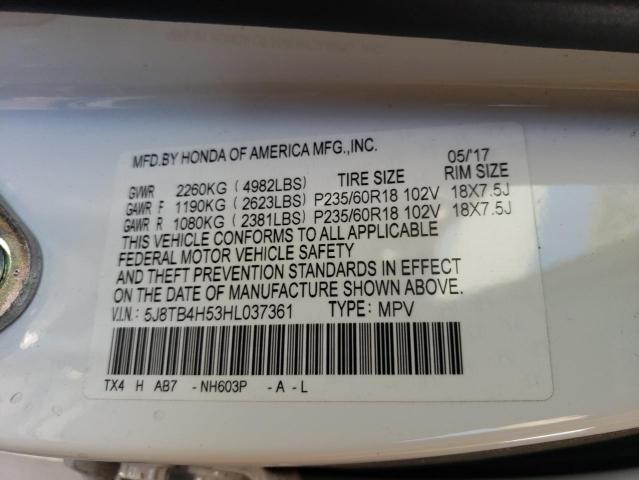 MFD.BY HONDA OF AMERICA MFG.,INC. 05/'17
GVWR 2260KG ( 4982LBS) TIRE SIZE RIM SIZE
GAWR F 1190KG ( 2623LBS) P235/60R18 102V 18X7.5J
GAWR R 1080KG ( 2381LBS) P235/60R18 102V 18X7.5J
THIS VEHICLE CONFORMS TO ALL APPLICABLE
FEDERAL MOTOR VEHICLE SAFETY
AND THEFT PREVENTION STANDARDS IN EFFECT
ON THE DATE OF MANUFACTURE SHOWN ABOVE.
V.I.N.: 5J8TB4H53HL037361 TYPE: MPV
TX4 H AB7 - NH603P - A - L